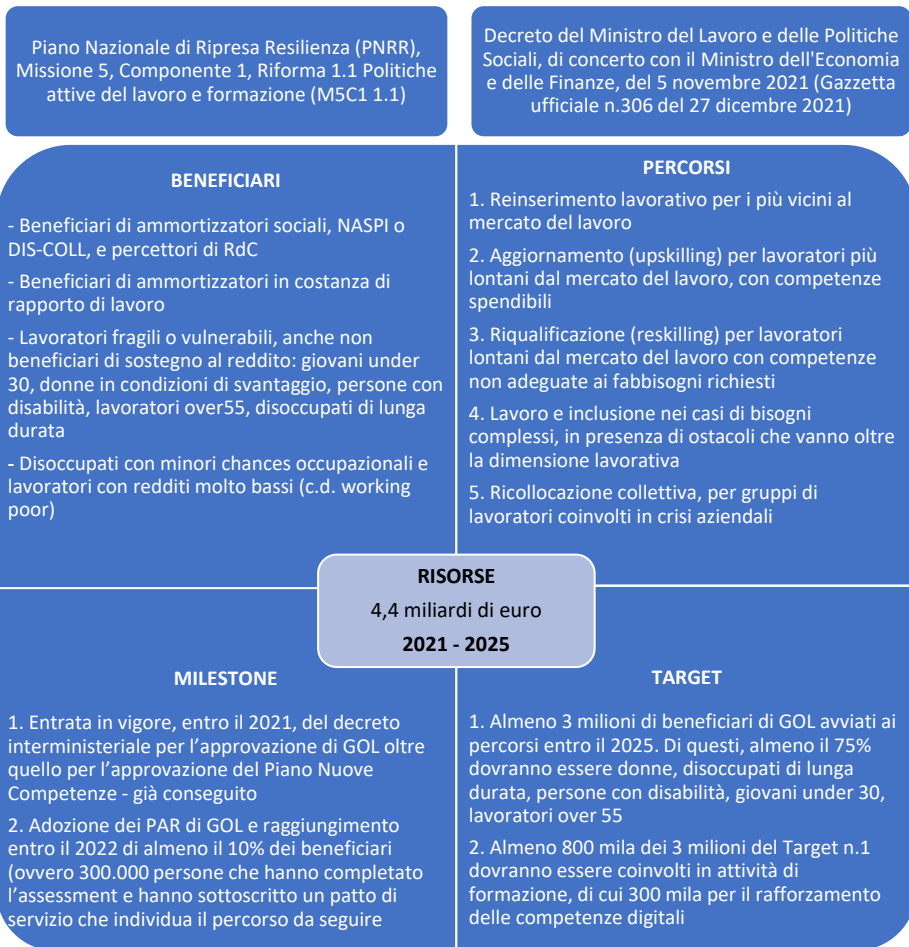 Piano Nazionale di Ripresa Resilienza (PNRR),
Missione 5, Componente 1, Riforma 1.1 Politiche
attive del lavoro e formazione (M5C1 1.1)
Decreto del Ministro del Lavoro e delle Politiche
Sociali, di concerto con il Ministro dell'Economia
e delle Finanze, del 5 novembre 2021 (Gazzetta
ufficiale n.306 del 27 dicembre 2021)
BENEFICIARI
- Beneficiari di ammortizzatori sociali, NASPI o
DIS-COLL, e percettori di RdC
- Beneficiari di ammortizzatori in costanza di
rapporto di lavoro
- Lavoratori fragili o vulnerabili, anche non
beneficiari di sostegno al reddito: giovani under
30, donne in condizioni di svantaggio, persone con
disabilità, lavoratori over55, disoccupati di lunga
durata
- Disoccupati con minori chances occupazionali e
lavoratori con redditi molto bassi (c.d. working
poor)
PERCORSI
1. Reinserimento lavorativo per i più vicini al
mercato del lavoro
2. Aggiornamento (upskilling) per lavoratori più
lontani dal mercato del lavoro, con competenze
spendibili
3. Riqualificazione (reskilling) per lavoratori
lontani dal mercato del lavoro con competenze
non adeguate ai fabbisogni richiesti
4. Lavoro e inclusione nei casi di bisogni
complessi, in presenza di ostacoli che vanno oltre
la dimensione lavorativa
5. Ricollocazione collettiva, per gruppi di
lavoratori coinvolti in crisi aziendali
RISORSE
4,4 miliardi di euro
2021 - 2025
MILESTONE
1. Entrata in vigore, entro il 2021, del decreto
interministeriale per l’approvazione di GOL oltre
quello per l’approvazione del Piano Nuove
Competenze - già conseguito
2. Adozione dei PAR di GOL e raggiungimento
entro il 2022 di almeno il 10% dei beneficiari
(ovvero 300.000 persone che hanno completato
l’assessment e hanno sottoscritto un patto di
servizio che individua il percorso da seguire
TARGET
1. Almeno 3 milioni di beneficiari di GOL avviati ai
percorsi entro il 2025. Di questi, almeno il 75%
dovranno essere donne, disoccupati di lunga
durata, persone con disabilità, giovani under 30,
lavoratori over 55
2. Almeno 800 mila dei 3 milioni del Target n.1
dovranno essere coinvolti in attività di
formazione, di cui 300 mila per il rafforzamento
delle competenze digitali